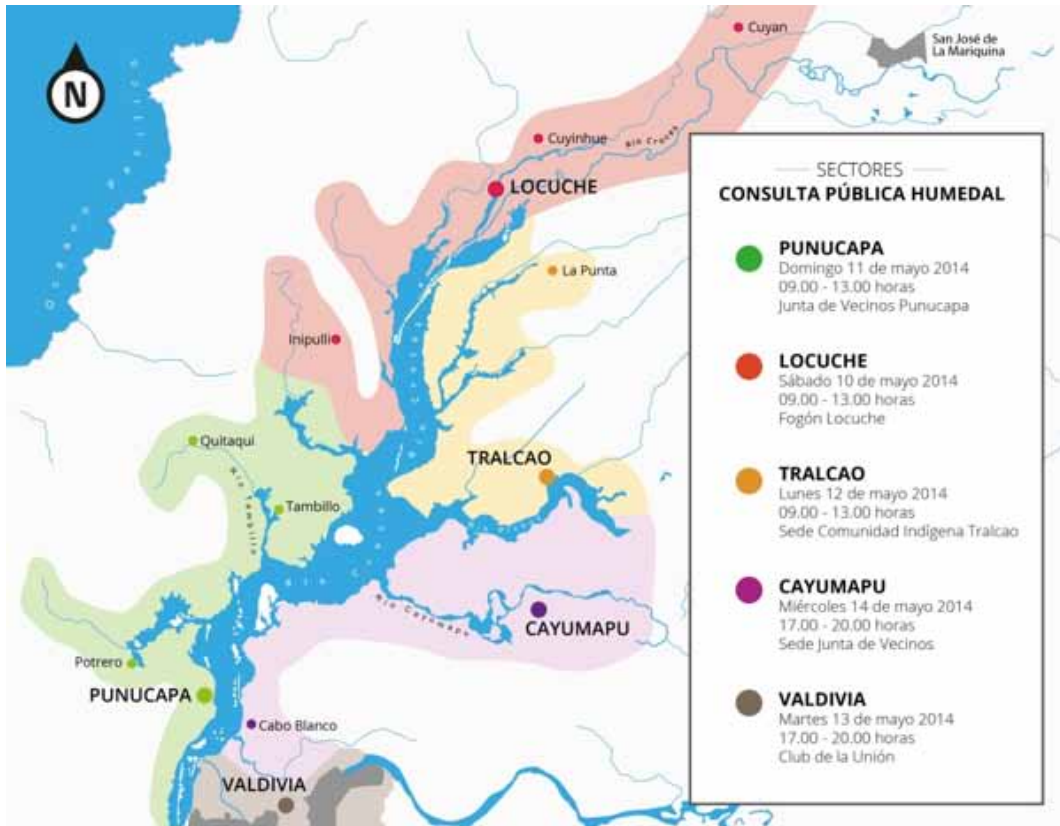 Cuyan
San José de
La Mariquina
N
Cuyinhue
Río Cruces
LOCUCHE
La Punta
Inipulli
Quitaqui
TRALCAO
Río Tambillo
Tambillo
Río Cayumapu
CAYUMAPU
Potrero
PUNUCAPA
Cabo Blanco
VALDIVIA
SECTORES
CONSULTA PÚBLICA HUMEDAL
PUNUCAPA
Domingo 11 de mayo 2014
09.00 - 13.00 horas
Junta de Vecinos Punucapa
LOCUCHE
Sábado 10 de mayo 2014
09.00 - 13.00 horas
Fogón Locuche
TRALCAO
Lunes 12 de mayo 2014
09.00 - 13.00 horas
Sede Comunidad Indígena Tralcao
CAYUMAPU
Miércoles 14 de mayo 2014
17.00 - 20.00 horas
Sede Junta de Vecinos
VALDIVIA
Martes 13 de mayo 2014
17.00 - 20.00 horas
Club de la Unión